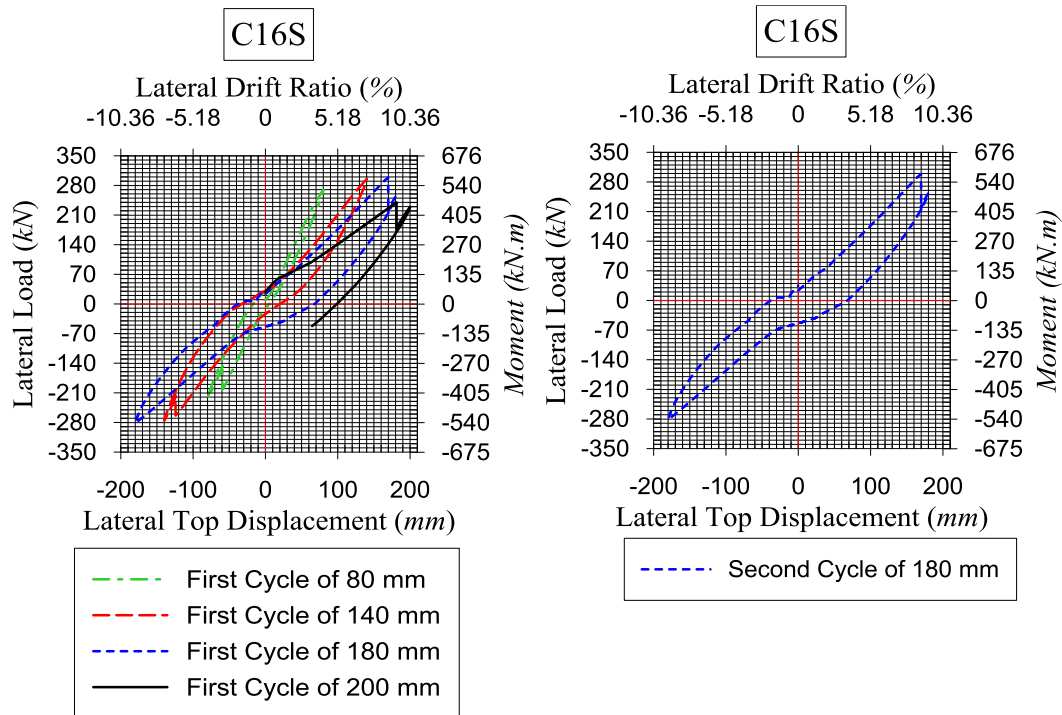 C16S
Lateral Drift Ratio (%)
-10.36 -5.18 0 5.18 10.36
350 676
280 540
210 405
140 270
70 135
0 0
-70 -135
-140 -270
-210 -405
-280 -540
-350 -675
Lateral Load (kN)
Moment (kN.m)
-200 -100 0 100 200
Lateral Top Displacement (mm)
First Cycle of 80 mm
First Cycle of 140 mm
First Cycle of 180 mm
First Cycle of 200 mm
C16S
Lateral Drift Ratio (%)
-10.36 -5.18 0 5.18 10.36
350 676
280 540
210 405
140 270
70 135
0 0
-70 -135
-140 -270
-210 -405
-280 -540
-350 -675
Lateral Load (kN)
Moment (kN.m)
-200 -100 0 100 200
Lateral Top Displacement (mm)
Second Cycle of 180 mm